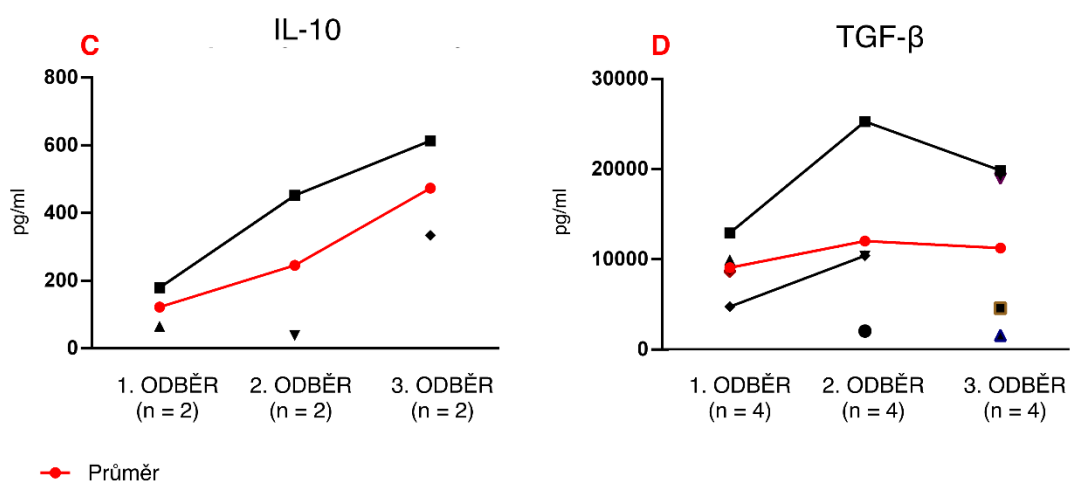 C
IL-10
800
600
400
200
0
pg/ml
1. ODBĚR
(n = 2)
2. ODBĚR
(n = 2)
3. ODBĚR
(n = 2)
Průměr
D
TGF-β
30000
20000
10000
0
pg/ml
1. ODBĚR
(n = 4)
2. ODBĚR
(n = 4)
3. ODBĚR
(n = 4)